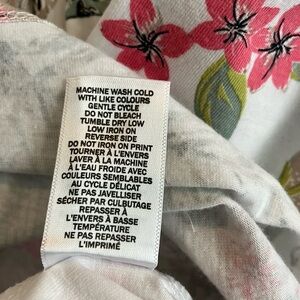 MACHINE WASH COLD
WITH LIKE COLOURS
GENTLE CYCLE
DO NOT BLEACH
TUMBLE DRY LOW
LOW IRON ON
REVERSE SIDE
DO NOT IRON ON PRINT
TOURNER À L'ENVERS
LAVER À LA MACHINE
À L'EAU FROIDE AVEC
COULEURS SEMBLABLES
AU CYCLE DÉLICAT
NE PAS JAVELLISER
SÉCHER PAR CULBUTAGE
REPASSER À
L'ENVERS À BASSE
TEMPÉRATURE
NE PAS REPASSER
L'IMPRIMÉ